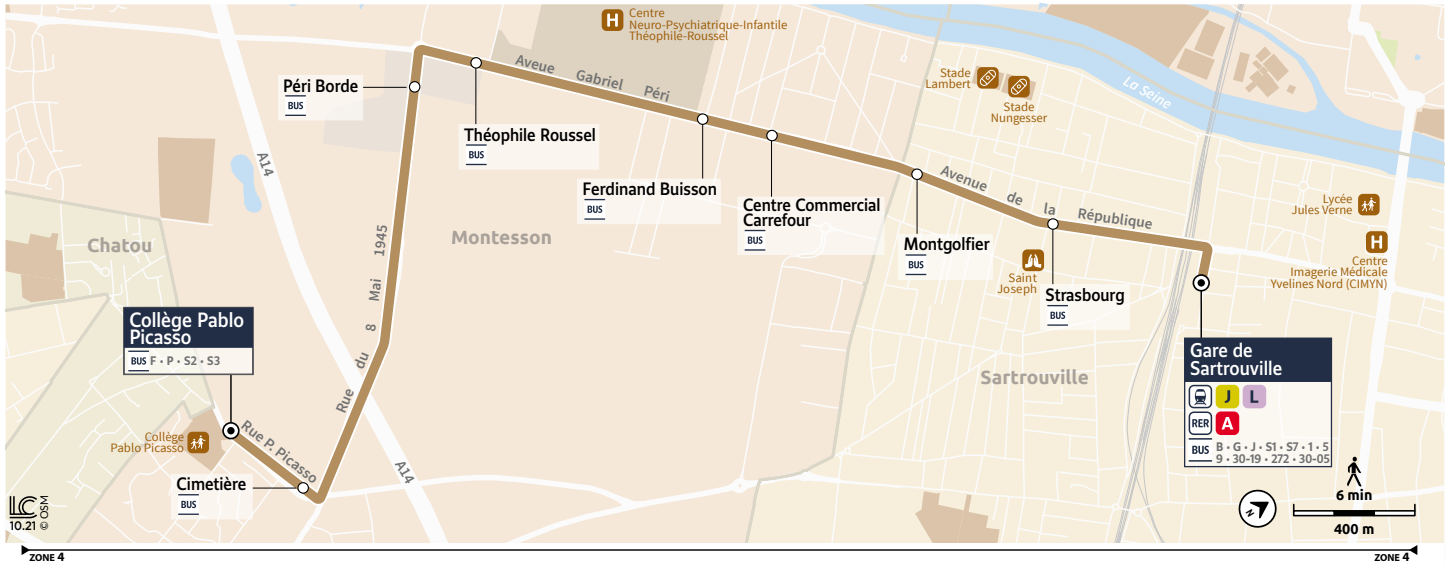 Centre
Neuro-Psychiatrique-Infantile
Théophile-Roussel
Aveue Gabriel Péri
Péri Borde
BUS
Théophile Roussel
BUS
Stade
Lambert
Stade
Nungesser
La Seine
A14
Ferdinand Buisson
BUS
Centre Commercial
Carrefour
BUS
Avenue de la République
Lycée
Jules Verne
H
H
Centre
Imagerie Médicale
Yvelines Nord (CIMYN)
Chatou
Montesson
Montgolfier
BUS
Saint
Joseph
Strasbourg
BUS
Rue du 8 Mai 1945
Collège Pablo
Picasso
BUS F • P • S2 • S3
Sartrouville
Gare de
Sartrouville
J L
RER A
BUS B • G • J • S1 • S7 • 1 • 5
9 • 30-19 • 272 • 30-05
Collège
Pablo Picasso
Rue P. Picasso
Cimetière
BUS
A14
LC
10.21 © OSM
N
6 min
400 m
ZONE 4
ZONE 4